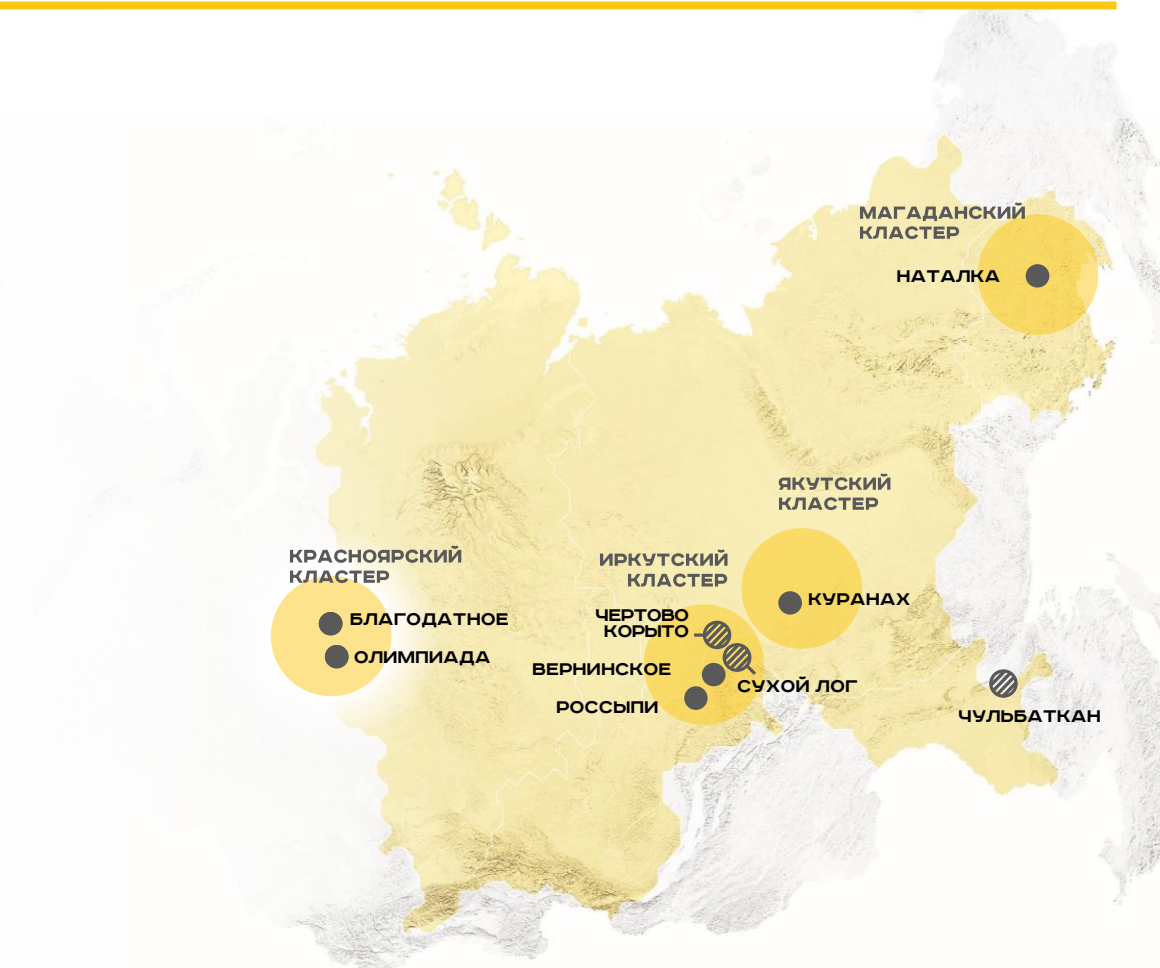 МАГАДАНСКИЙ
КЛАСТЕР
НАТАЛКА
ЯКУТСКИЙ
КЛАСТЕР
КУРАНАХ
КРАСНОЯРСКИЙ
КЛАСТЕР
БЛАГОДАТНОЕ
ОЛИМПИАДА
ИРКУТСКИЙ
КЛАСТЕР
ЧЕРТОВО
КОРЫТО
ВЕРНИНСКОЕ
СУХОЙ ЛОГ
РОССЫПИ
ЧУЛЬБАТКАН